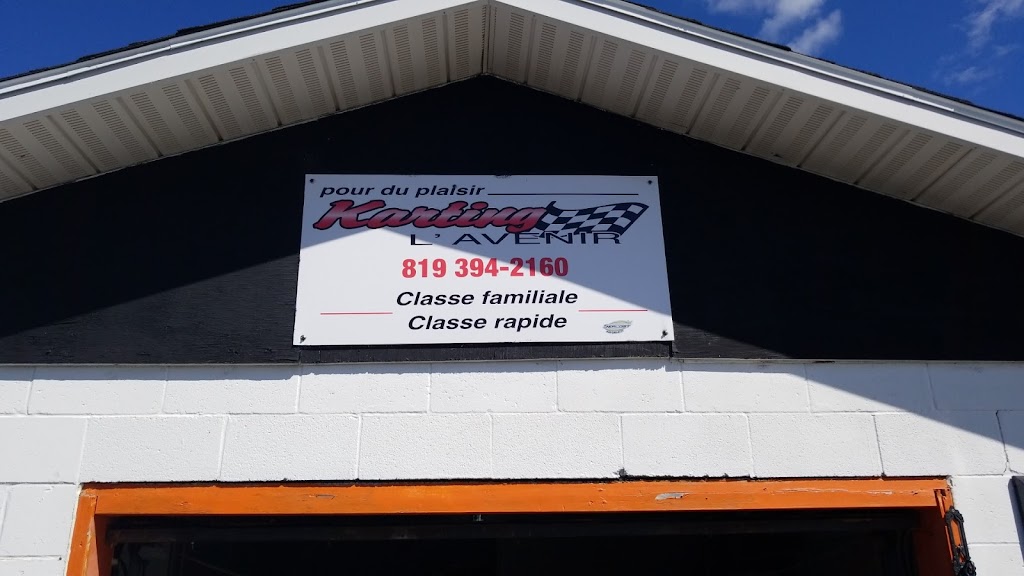 pour du plaisir
Karting
L'AVENIR
819 394-2160
Classe familiale
Classe rapide